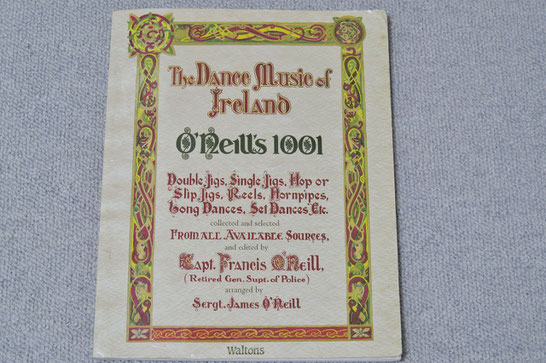 The Dance Music of
Ireland
O'Neill's 1001
Double Jigs, Single Jigs, Hop or
Slip Jigs, Reels, Hornpipes,
Long Dances, Set Dances Etc.
collected and selected
From all Available Sources,
and edited by
Capt. Francis O'Neill,
(Retired Gen. Supt. of Police)
arranged by
Sergt. James O'Neill
Waltons